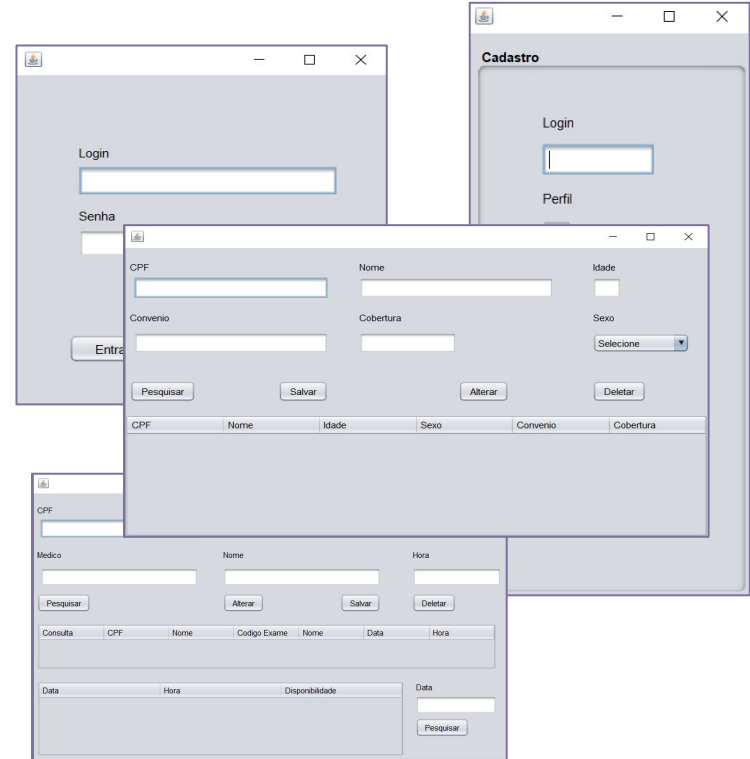 Cadastro
Login
Perfil
Login
Senha
Entra
CPF Nome Idade
Convenio Cobertura Sexo
Selecione
Pesquisar Salvar Alterar Deletar
CPF Nome Idade Sexo Convenio Cobertura
CPF
Medico Nome Hora
Pesquisar Alterar Salvar Deletar
Consulta CPF Nome Codigo Exame Nome Data Hora
Data Hora Disponibilidade
Data
Pesquisar